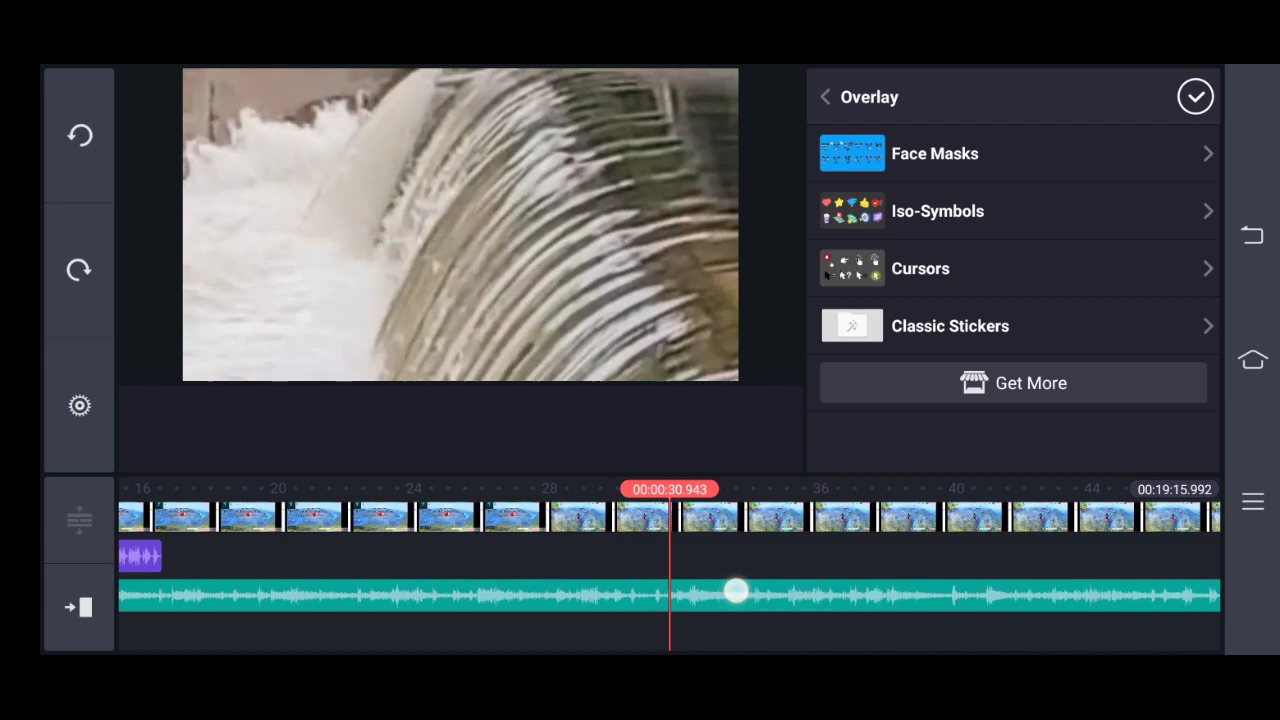 Overlay
Face Masks
Iso-Symbols
Cursors
Classic Stickers
Get More
16 20 24 28 00:00:30.943 36 40 44 00:19:15.992